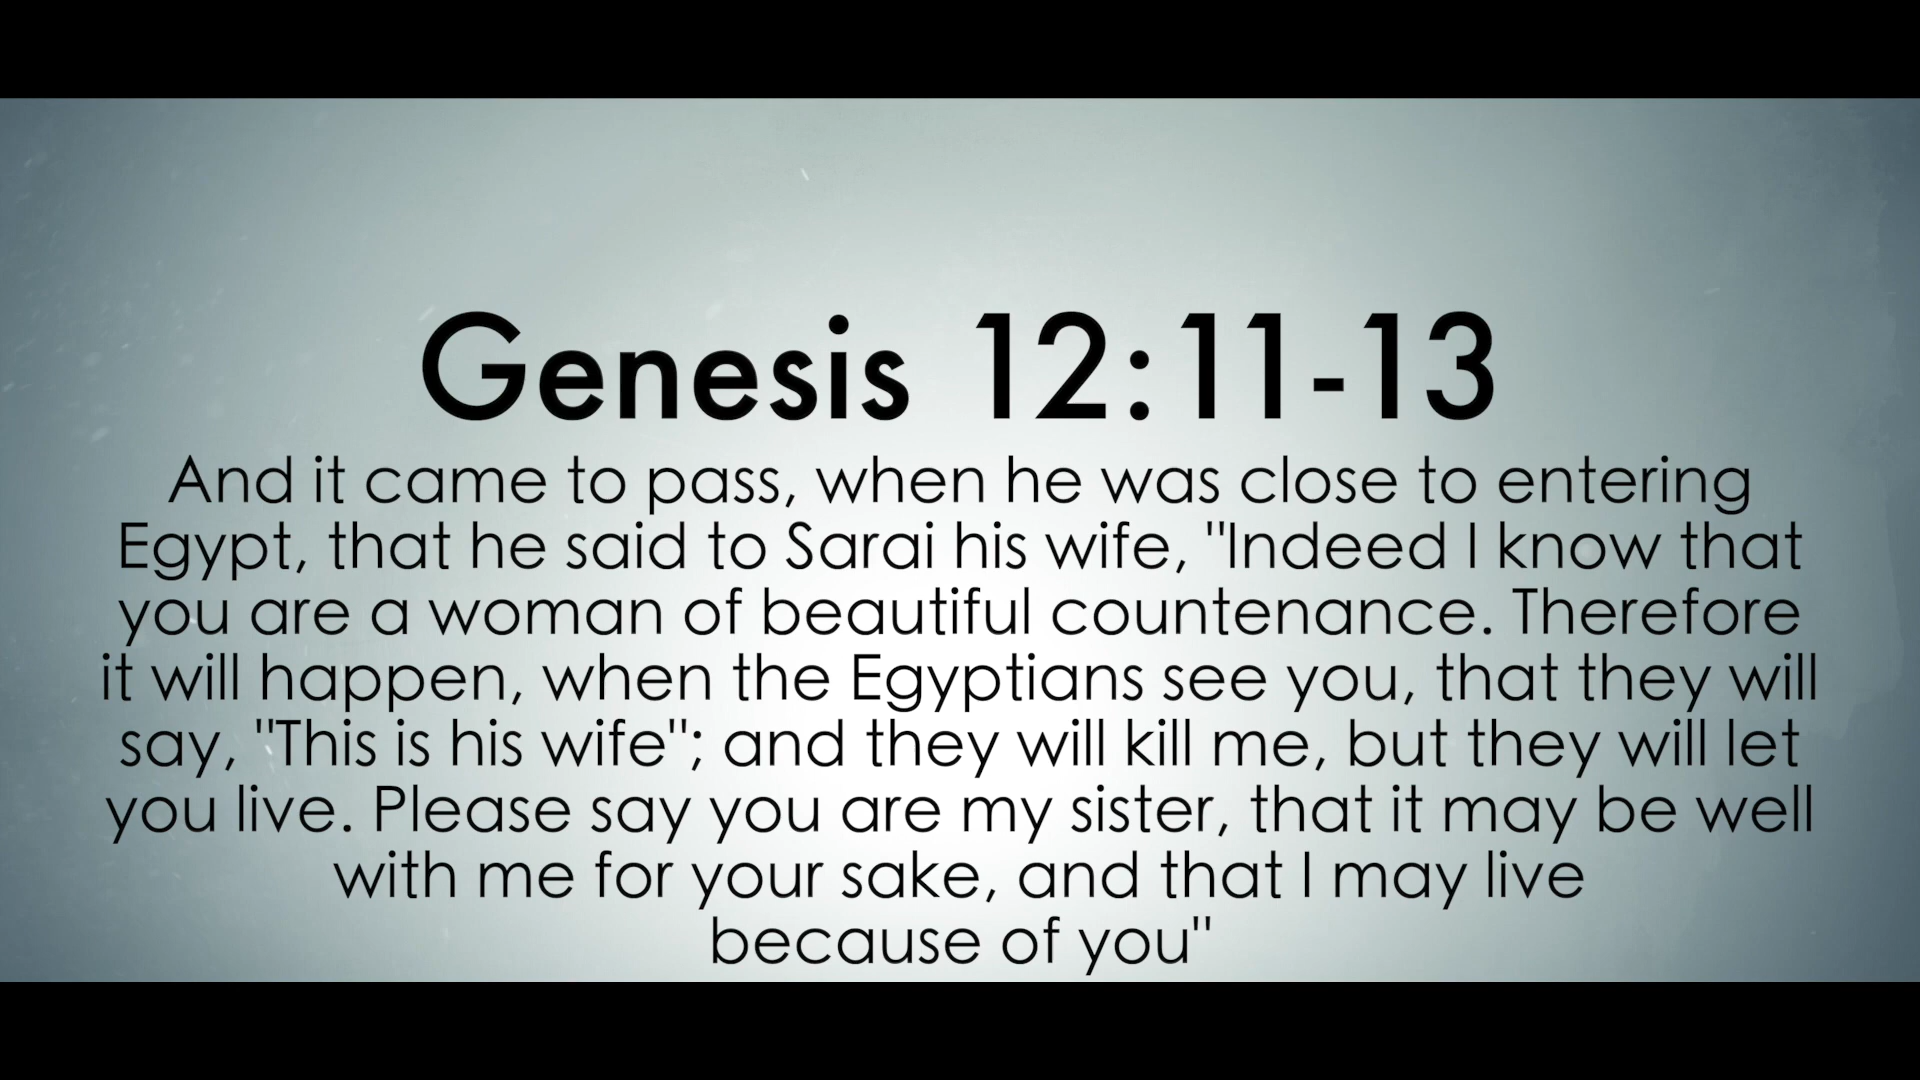 Genesis 12:11-13
And it came to pass, when he was close to entering
Egypt, that he said to Sarai his wife, "Indeed I know that
you are a woman of beautiful countenance. Therefore
it will happen, when the Egyptians see you, that they will
say, "This is his wife"; and they will kill me, but they will let
you live. Please say you are my sister, that it may be well
with me for your sake, and that I may live
because of you"